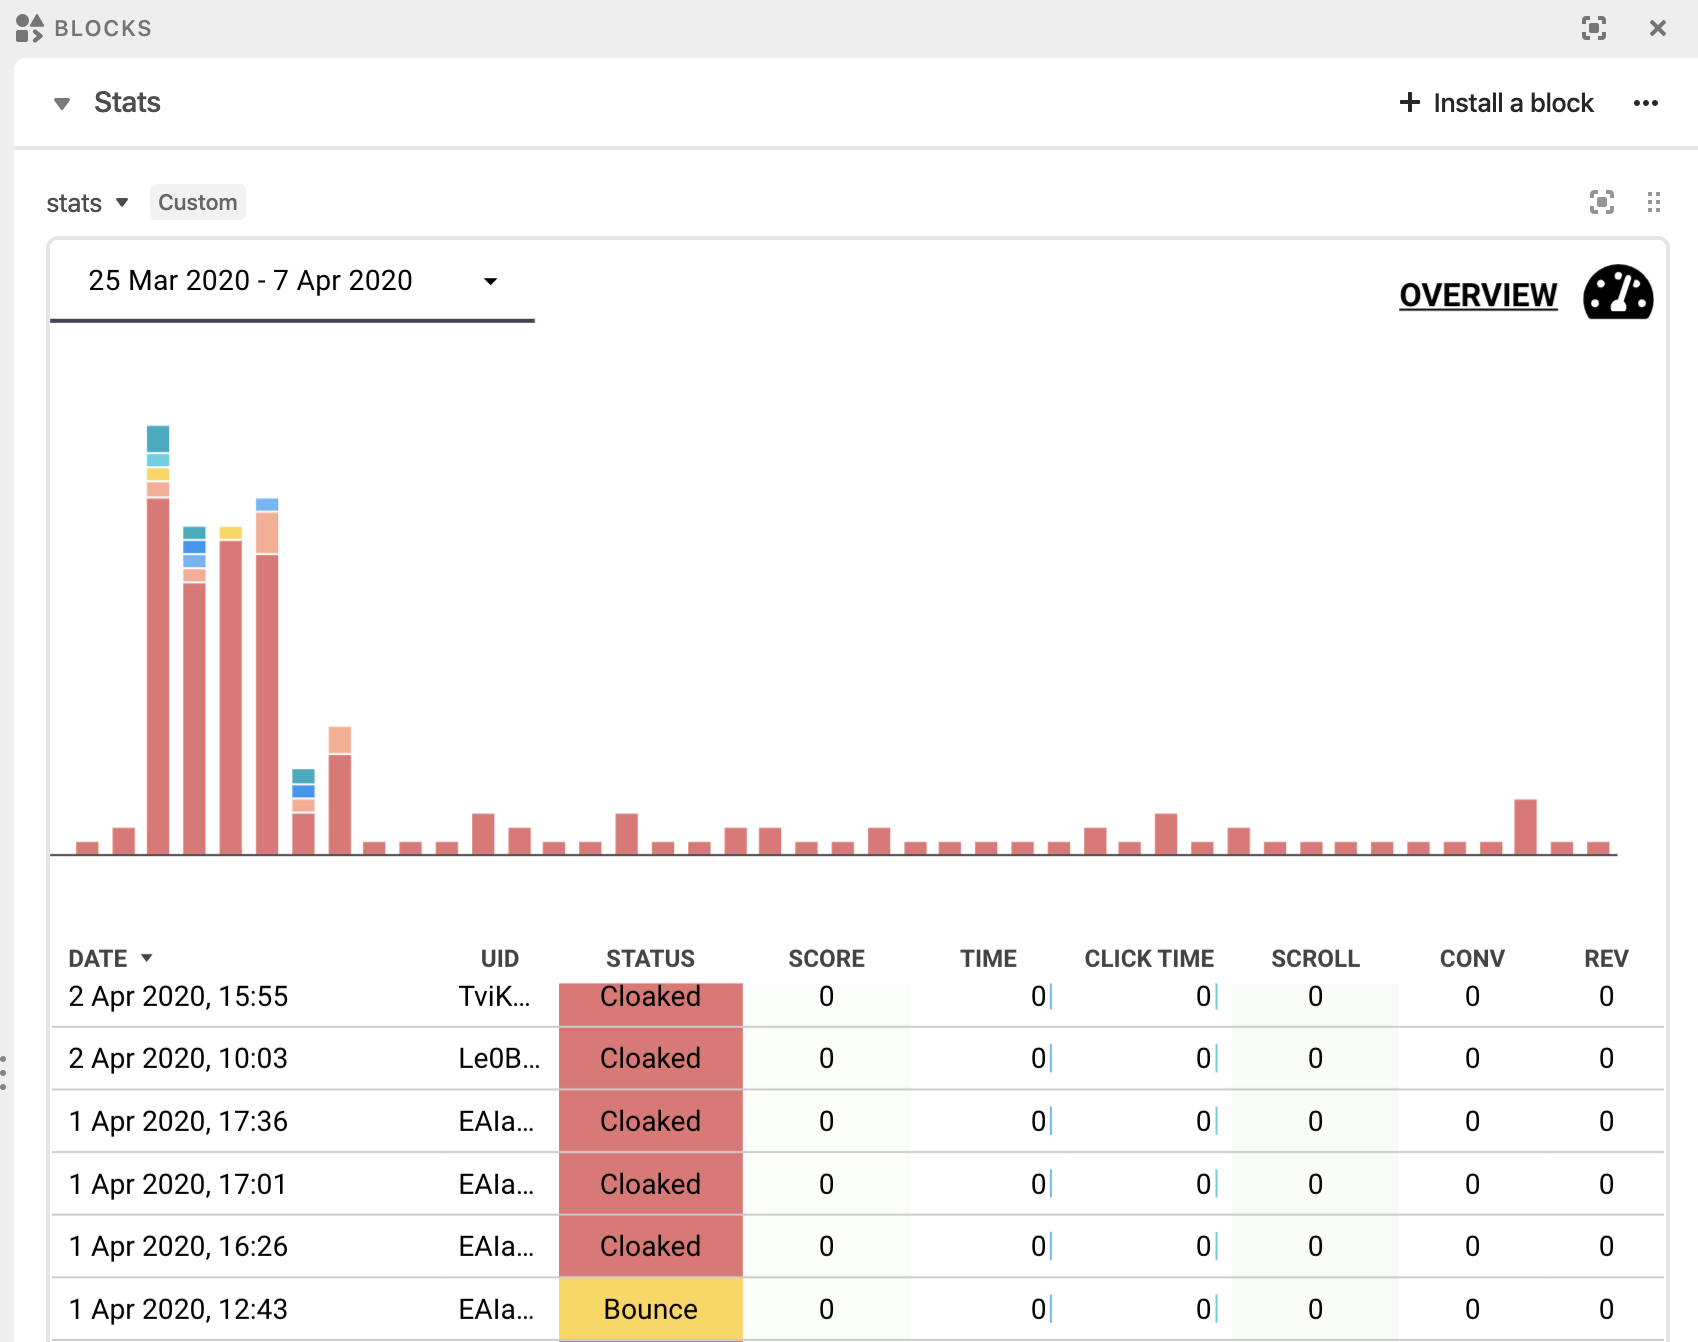 BLOCKS
Stats
+ Install a block
stats
Custom
25 Mar 2020 - 7 Apr 2020
OVERVIEW
DATE UID STATUS SCORE TIME CLICK TIME SCROLL CONV REV
2 Apr 2020, 15:55 TviK... Cloaked 0 0 0 0 0 0
2 Apr 2020, 10:03 Le0B... Cloaked 0 0 0 0 0 0
1 Apr 2020, 17:36 EAIa... Cloaked 0 0 0 0 0 0
1 Apr 2020, 17:01 EAIa... Cloaked 0 0 0 0 0 0
1 Apr 2020, 16:26 EAIa... Cloaked 0 0 0 0 0 0
1 Apr 2020, 12:43 EAIa... Bounce 0 0 0 0 0 0